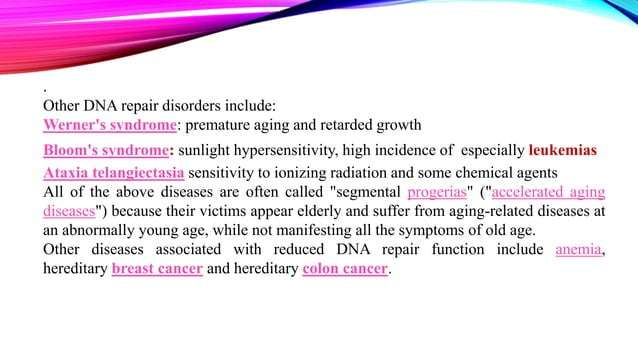 .
Other DNA repair disorders include:
Werner's syndrome: premature aging and retarded growth
Bloom's syndrome: sunlight hypersensitivity, high incidence of especially leukemias
Ataxia telangiectasia sensitivity to ionizing radiation and some chemical agents
All of the above diseases are often called "segmental progerias" ("accelerated aging
diseases") because their victims appear elderly and suffer from aging-related diseases at
an abnormally young age, while not manifesting all the symptoms of old age.
Other diseases associated with reduced DNA repair function include anemia,
hereditary breast cancer and hereditary colon cancer.